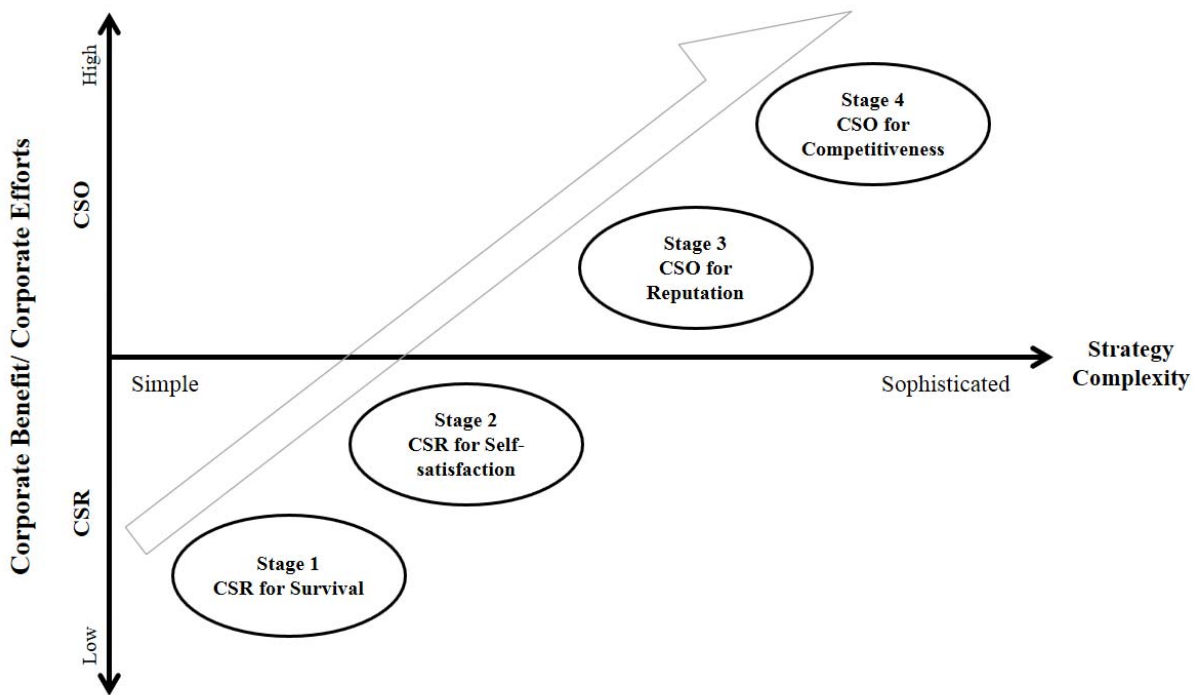 Corporate Benefit/ Corporate Efforts
High
CSO
CSR
Low
Stage 4
CSO for
Competitiveness
Stage 3
CSO for
Reputation
Simple
Sophisticated
Strategy
Complexity
Stage 2
CSR for Self-
satisfaction
Stage 1
CSR for Survival